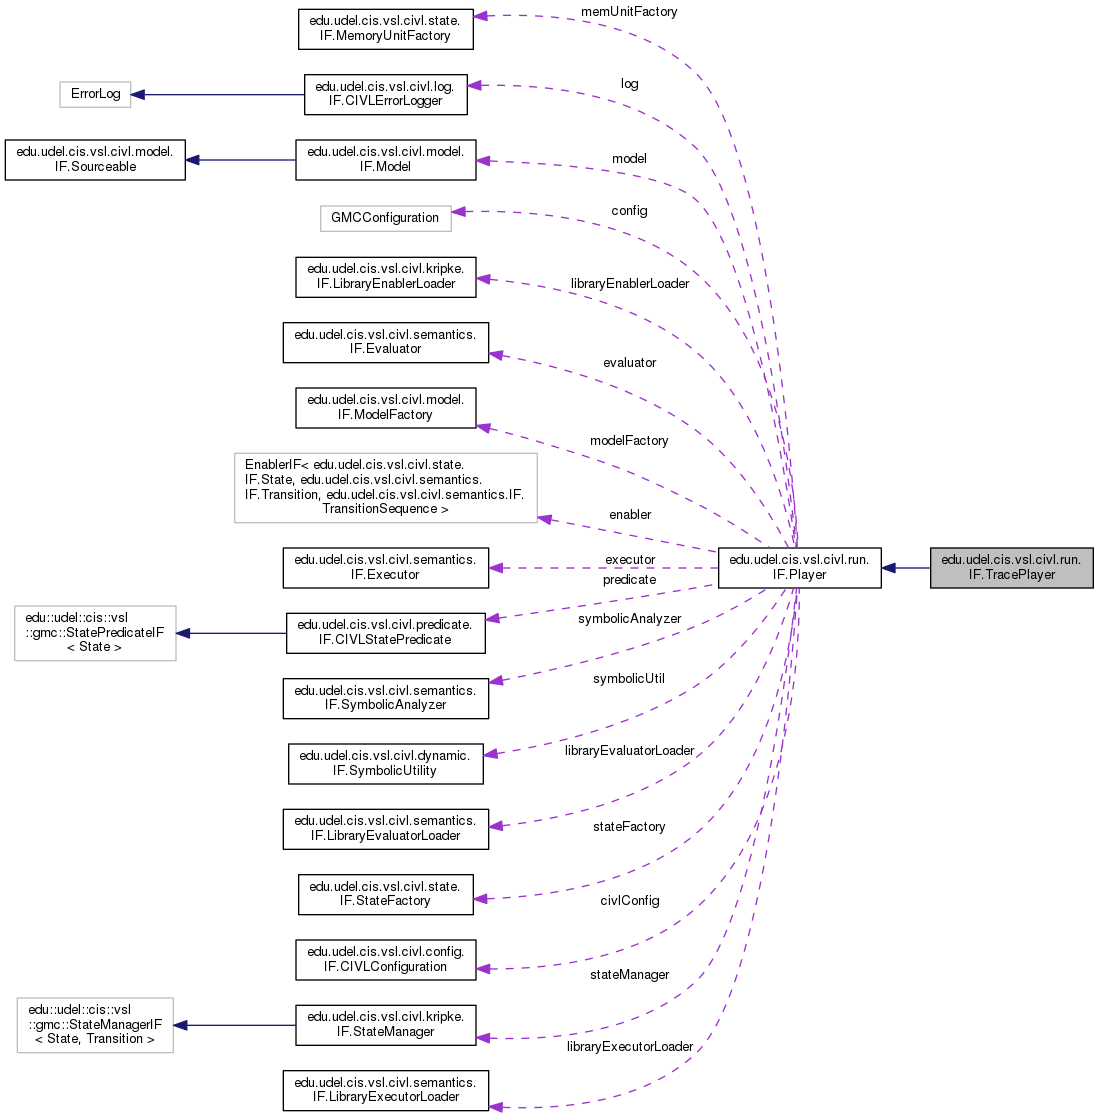 edu.udel.cis.vsl.civl.state.
IF.MemoryUnitFactory
memUnitFactory
ErrorLog
edu.udel.cis.vsl.civl.log.
IF.CIVLErrorLogger
log
edu.udel.cis.vsl.civl.model.
IF.Sourceable
edu.udel.cis.vsl.civl.model.
IF.Model
model
GMCConfiguration
config
edu.udel.cis.vsl.civl.kripke.
IF.LibraryEnablerLoader
libraryEnablerLoader
edu.udel.cis.vsl.civl.semantics.
IF.Evaluator
evaluator
edu.udel.cis.vsl.civl.model.
IF.ModelFactory
modelFactory
EnablerIF< edu.udel.cis.vsl.civl.state.
IF.State, edu.udel.cis.vsl.civl.semantics.
IF.Transition, edu.udel.cis.vsl.civl.semantics.IF.
TransitionSequence >
enabler
edu.udel.cis.vsl.civl.semantics.
IF.Executor
executor
edu.udel.cis.vsl.civl.run.
IF.Player
edu.udel.cis.vsl.civl.run.
IF.TracePlayer
edu::udel::cis::vsl
::gmc::StatePredicateIF
< State >
edu.udel.cis.vsl.civl.predicate.
IF.CIVLStatePredicate
predicate
edu.udel.cis.vsl.civl.semantics.
IF.SymbolicAnalyzer
symbolicAnalyzer
edu.udel.cis.vsl.civl.dynamic.
IF.SymbolicUtility
symbolicUtil
edu.udel.cis.vsl.civl.semantics.
IF.LibraryEvaluatorLoader
libraryEvaluatorLoader
edu.udel.cis.vsl.civl.state.
IF.StateFactory
stateFactory
edu.udel.cis.vsl.civl.config.
IF.CIVLConfiguration
civlConfig
edu::udel::cis::vsl
::gmc::StateManagerIF
< State, Transition >
edu.udel.cis.vsl.civl.kripke.
IF.StateManager
stateManager
edu.udel.cis.vsl.civl.semantics.
IF.LibraryExecutorLoader
libraryExecutorLoader